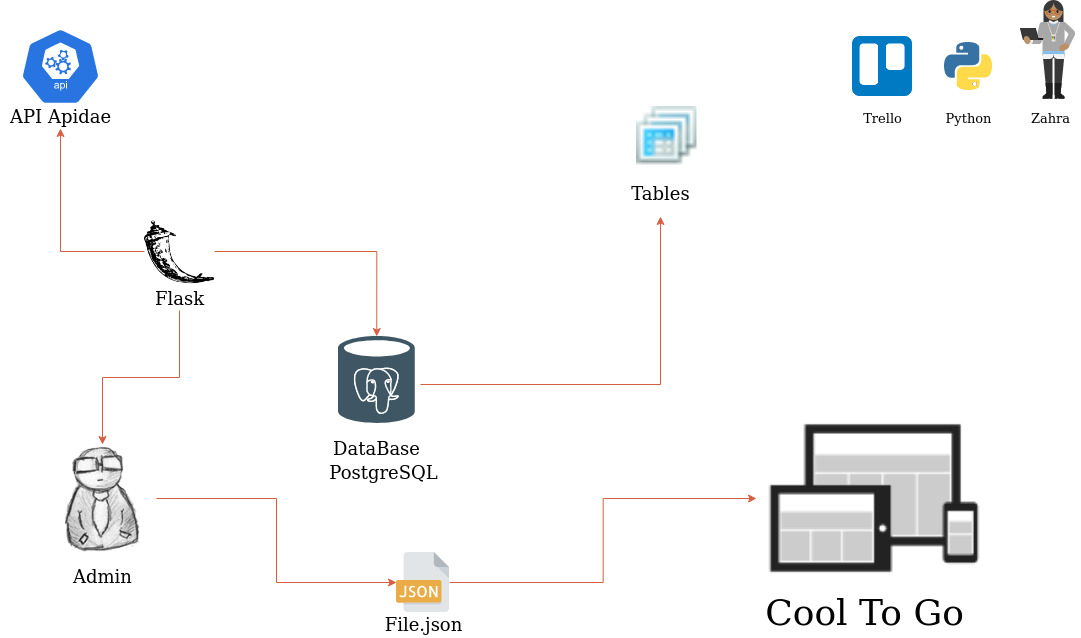 api
API Apidae
Trello
Python
Zahra
Tables
Flask
DataBase
PostgreSQL
Admin
JSON
File.json
Cool To Go